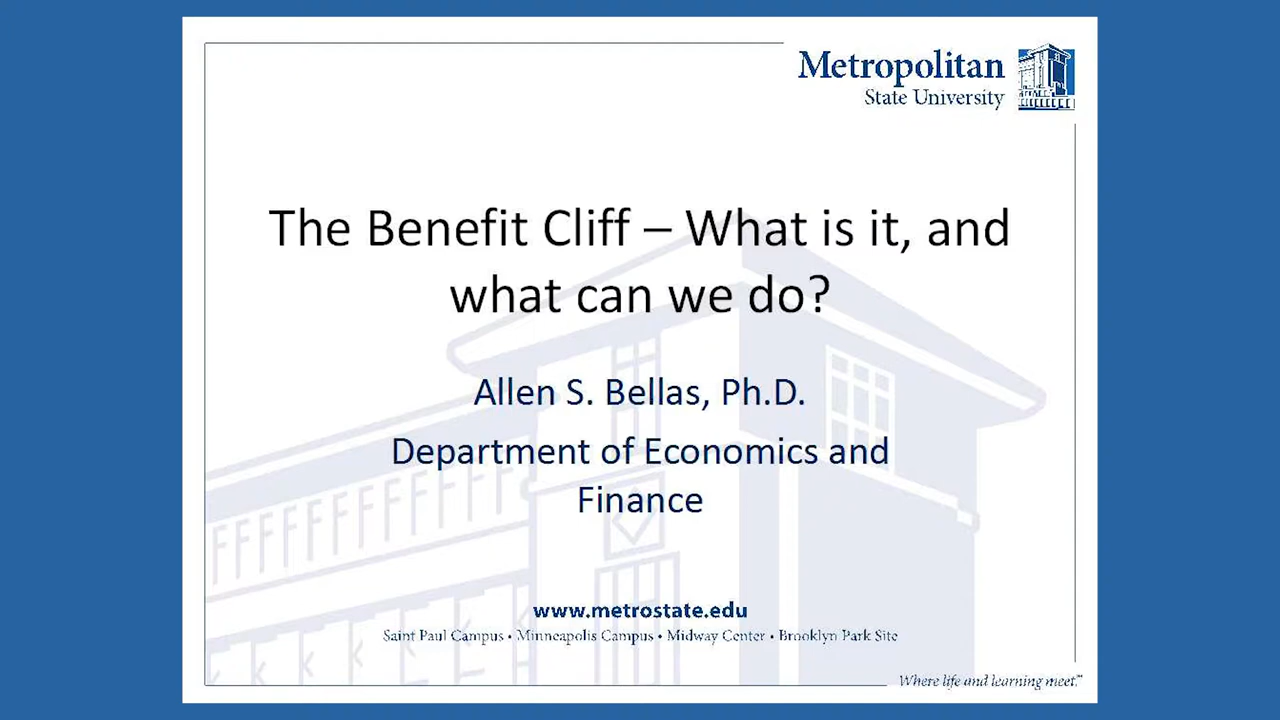 Metropolitan
State University
The Benefit Cliff – What is it, and
what can we do?
Allen S. Bellas, Ph.D.
Department of Economics and
Finance
www.metrostate.edu
Saint Paul Campus • Minneapolis Campus • Midway Center • Brooklyn Park Site
Where life and learning meet.™